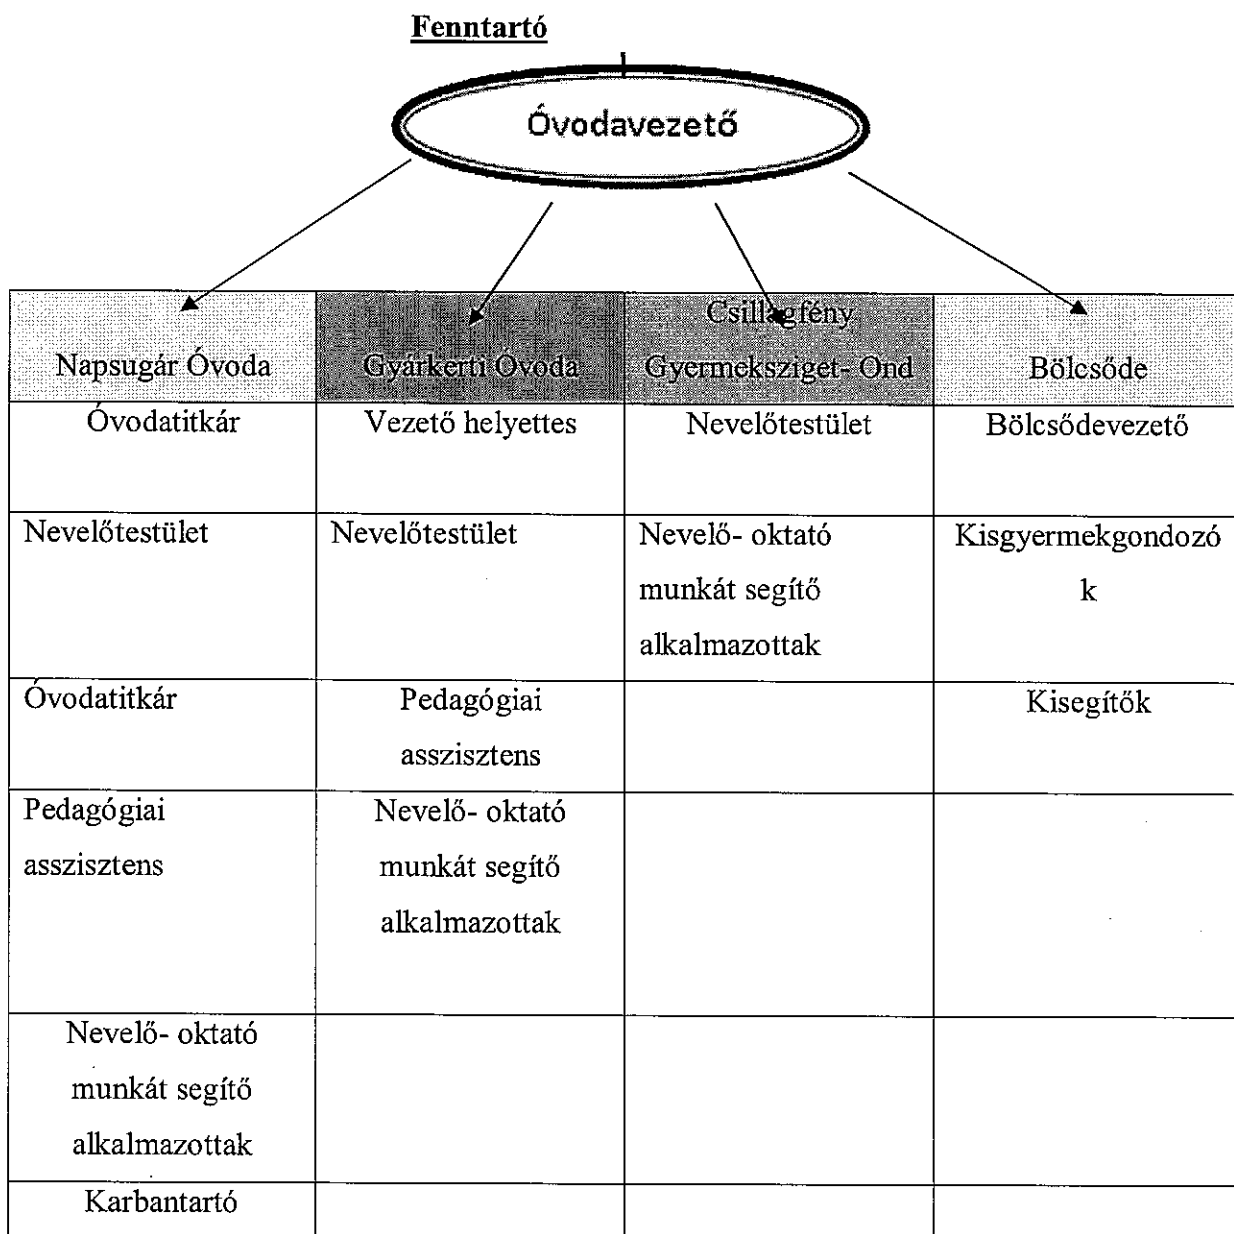 Fenntartó
Óvodavezető
Napsugár Óvoda
Gyárkerti Óvoda
Csillagfény
Gyermeksziget- Ond
Bölcsőde
Óvodatitkár
Vezető helyettes
Nevelőtestület
Bölcsődevezető
Nevelőtestület
Nevelőtestület
Nevelő- oktató
munkát segítő
alkalmazottak
Kisgyermekgondozó
k
Óvodatitkár
Pedagógiai
asszisztens
Kisegítők
Pedagógiai
asszisztens
Nevelő- oktató
munkát segítő
alkalmazottak
Nevelő- oktató
munkát segítő
alkalmazottak
Karbantartó